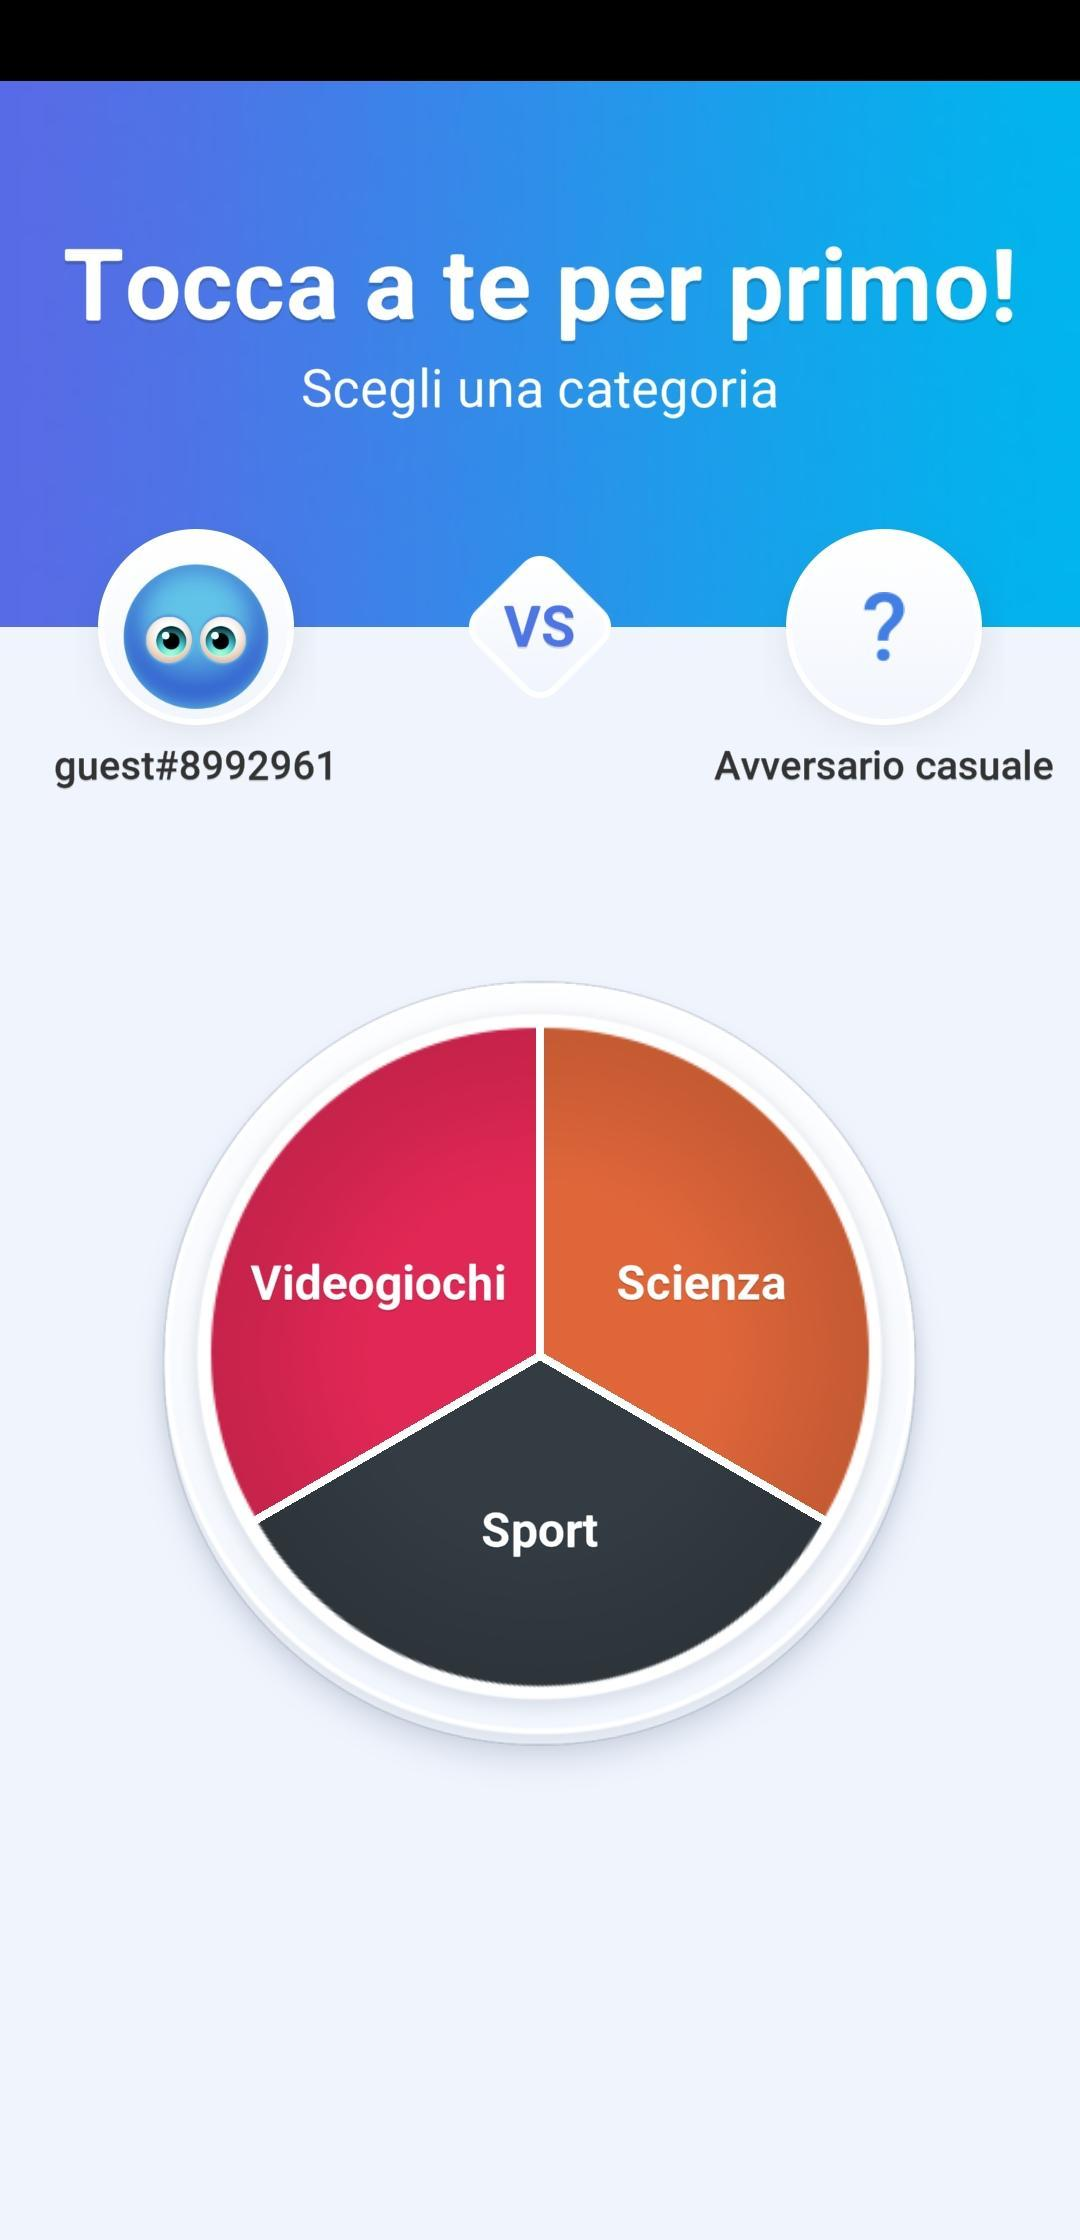 Tocca a te per primo!
Scegli una categoria
VS
?
guest#8992961
Avversario casuale
Videogiochi
Scienza
Sport